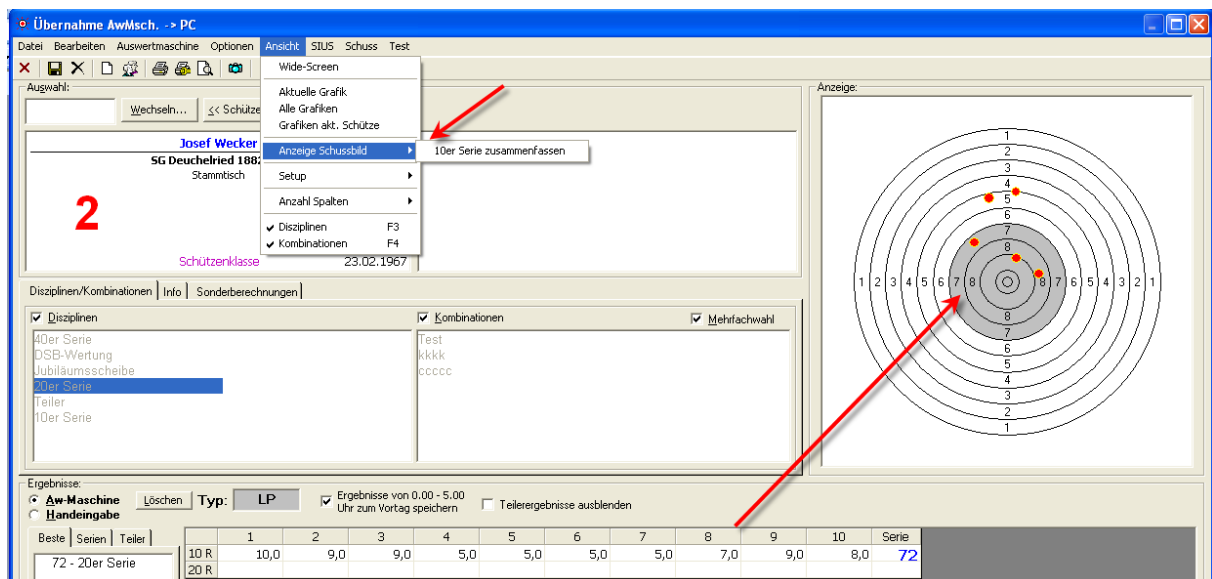 Übernahme AwMsch. -> PC
Datei Bearbeiten Auswertmaschine Optionen Ansicht SIUS Schuss Test
Wide-Screen
Aktuelle Grafik
Alle Grafiken
Grafiken akt. Schütze
Anzeige Schussbild
10er Serie zusammenfassen
Setup
Anzahl Spalten
Disziplinen F3
Kombinationen F4
Auswahl:
Wechseln... << Schütze
Josef Wecker
SG Deuchelried 1882
Stammtisch
2
Schützenklasse 23.02.1967
Anzeige:
1
2
3
4
5
6
7
8
1 2 3 4 5 6 7 8 8 7 6 5 4 3 2 1
8
7
6
5
4
3
2
1
Disziplinen/Kombinationen Info Sonderberechnungen
Disziplinen Kombinationen Mehrfachwahl
40er Serie
DSB-Wertung
Jubiläumsscheibe
20er Serie
Teiler
10er Serie
Test
kkkk
ccccc
Ergebnisse:
Aw-Maschine
Handeingabe
Löschen Typ: LP
Ergebnisse von 0.00 - 5.00
Uhr zum Vortag speichern
Teilerergebnisse ausblenden
Beste Serien Teiler
72 - 20er Serie
1 2 3 4 5 6 7 8 9 10 Serie
10 R 10,0 9,0 9,0 5,0 5,0 5,0 5,0 7,0 9,0 8,0 72
20 R